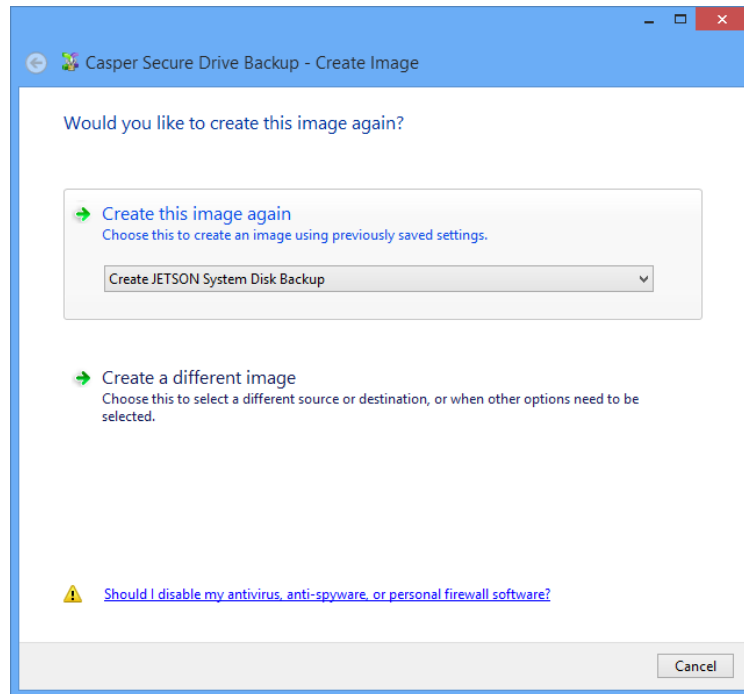 Casper Secure Drive Backup - Create Image
Would you like to create this image again?
Create this image again
Choose this to create an image using previously saved settings.
Create JETSON System Disk Backup
Create a different image
Choose this to select a different source or destination, or when other options need to be
selected.
Should I disable my antivirus, anti-spyware, or personal firewall software?
Cancel